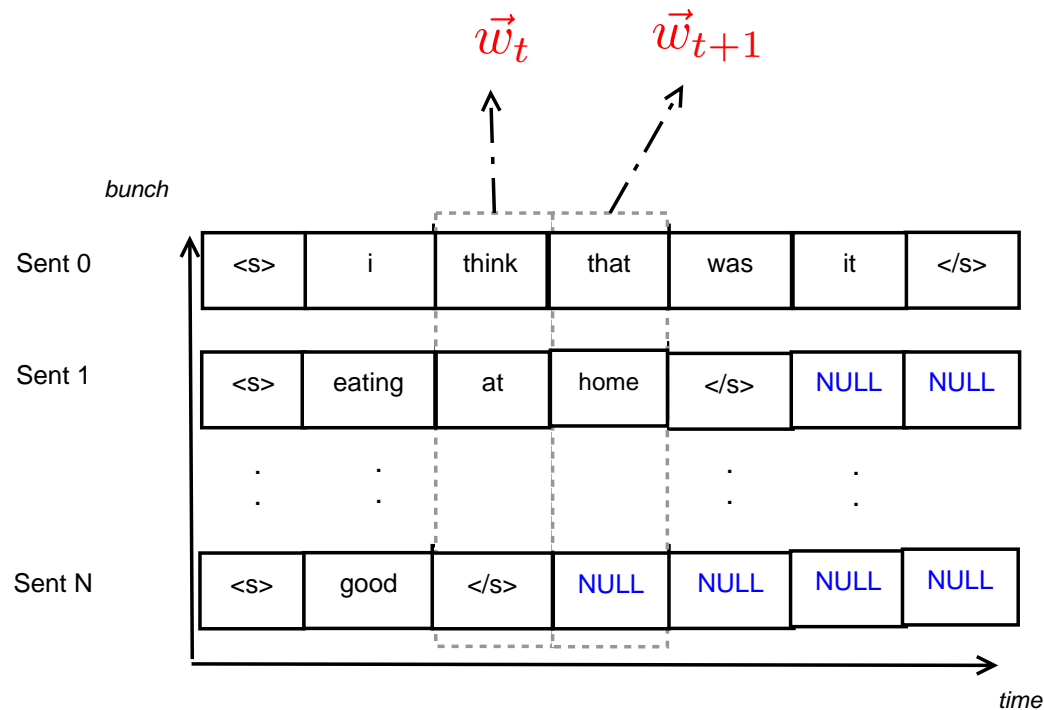 w⃗_t w⃗_{t+1}
bunch
Sent 0 <s> i think that was it </s>
Sent 1 <s> eating at home </s> NULL NULL
. . . .
. . . .
Sent N <s> good </s> NULL NULL NULL NULL
time